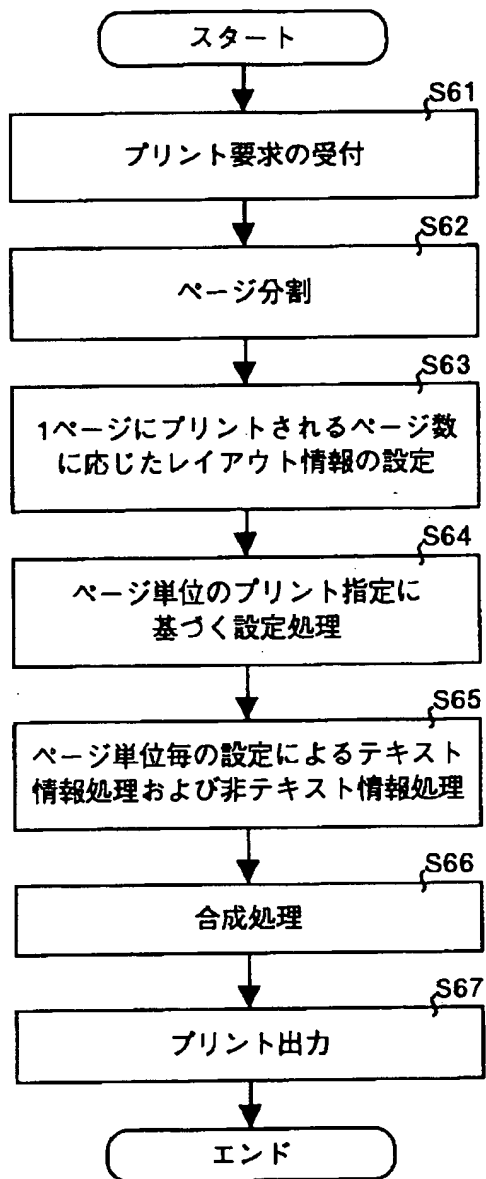 スタート
S61
プリント要求の受付
S62
ページ分割
S63
1ページにプリントされるページ数
に応じたレイアウト情報の設定
S64
ページ単位のプリント指定に
基づく設定処理
S65
ページ単位毎の設定によるテキスト
情報処理および非テキスト情報処理
S66
合成処理
S67
プリント出力
エンド